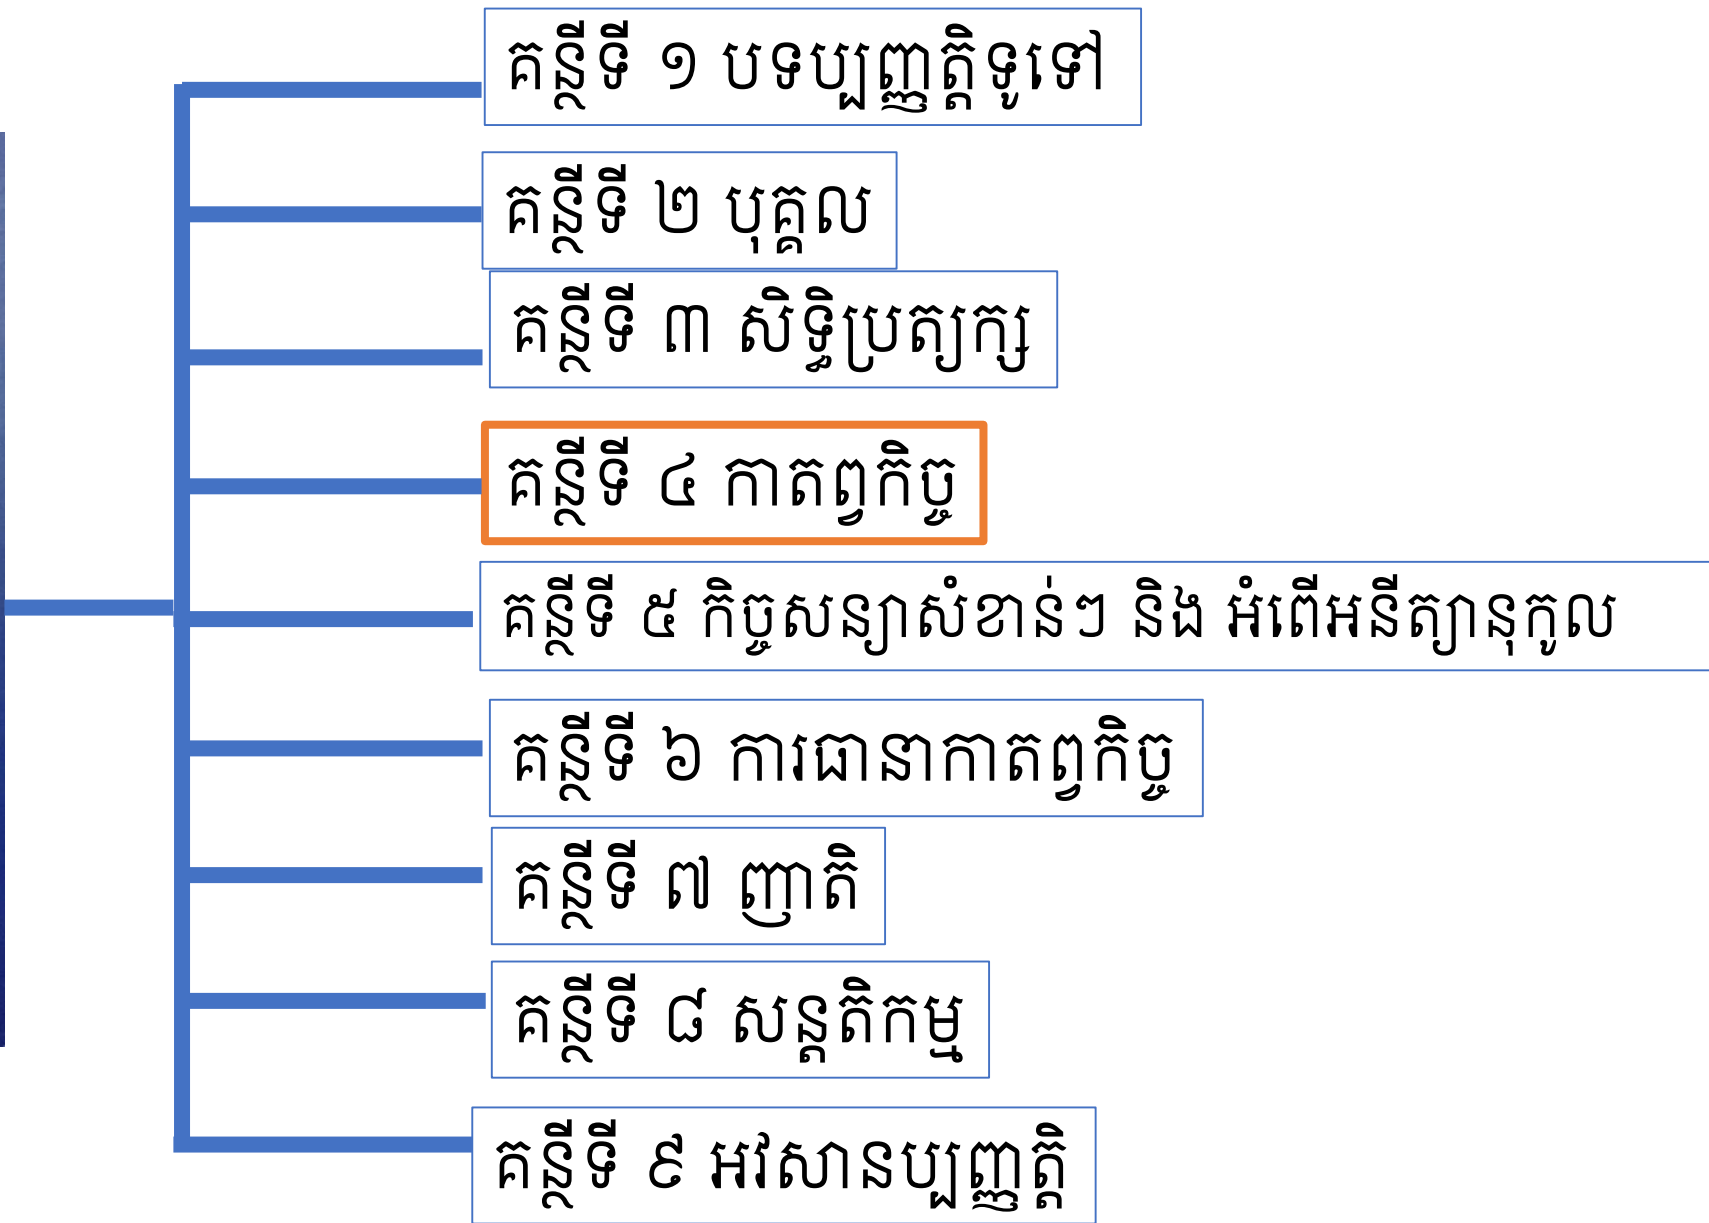 គន្ថីទី ១ បទប្បញ្ញត្តិទូទៅ
គន្ថីទី ២ បុគ្គល
គន្ថីទី ៣ សិទ្ធិប្រត្យក្ស
គន្ថីទី ៤ កាតព្វកិច្ច
គន្ថីទី ៥ កិច្ចសន្យាសំខាន់ៗ និង អំពើអនីត្យានុកូល
គន្ថីទី ៦ ការធានាកាតព្វកិច្ច
គន្ថីទី ៧ ញាតិ
គន្ថីទី ៨ សន្តតិកម្ម
គន្ថីទី ៩ អវសានប្បញ្ញត្តិ